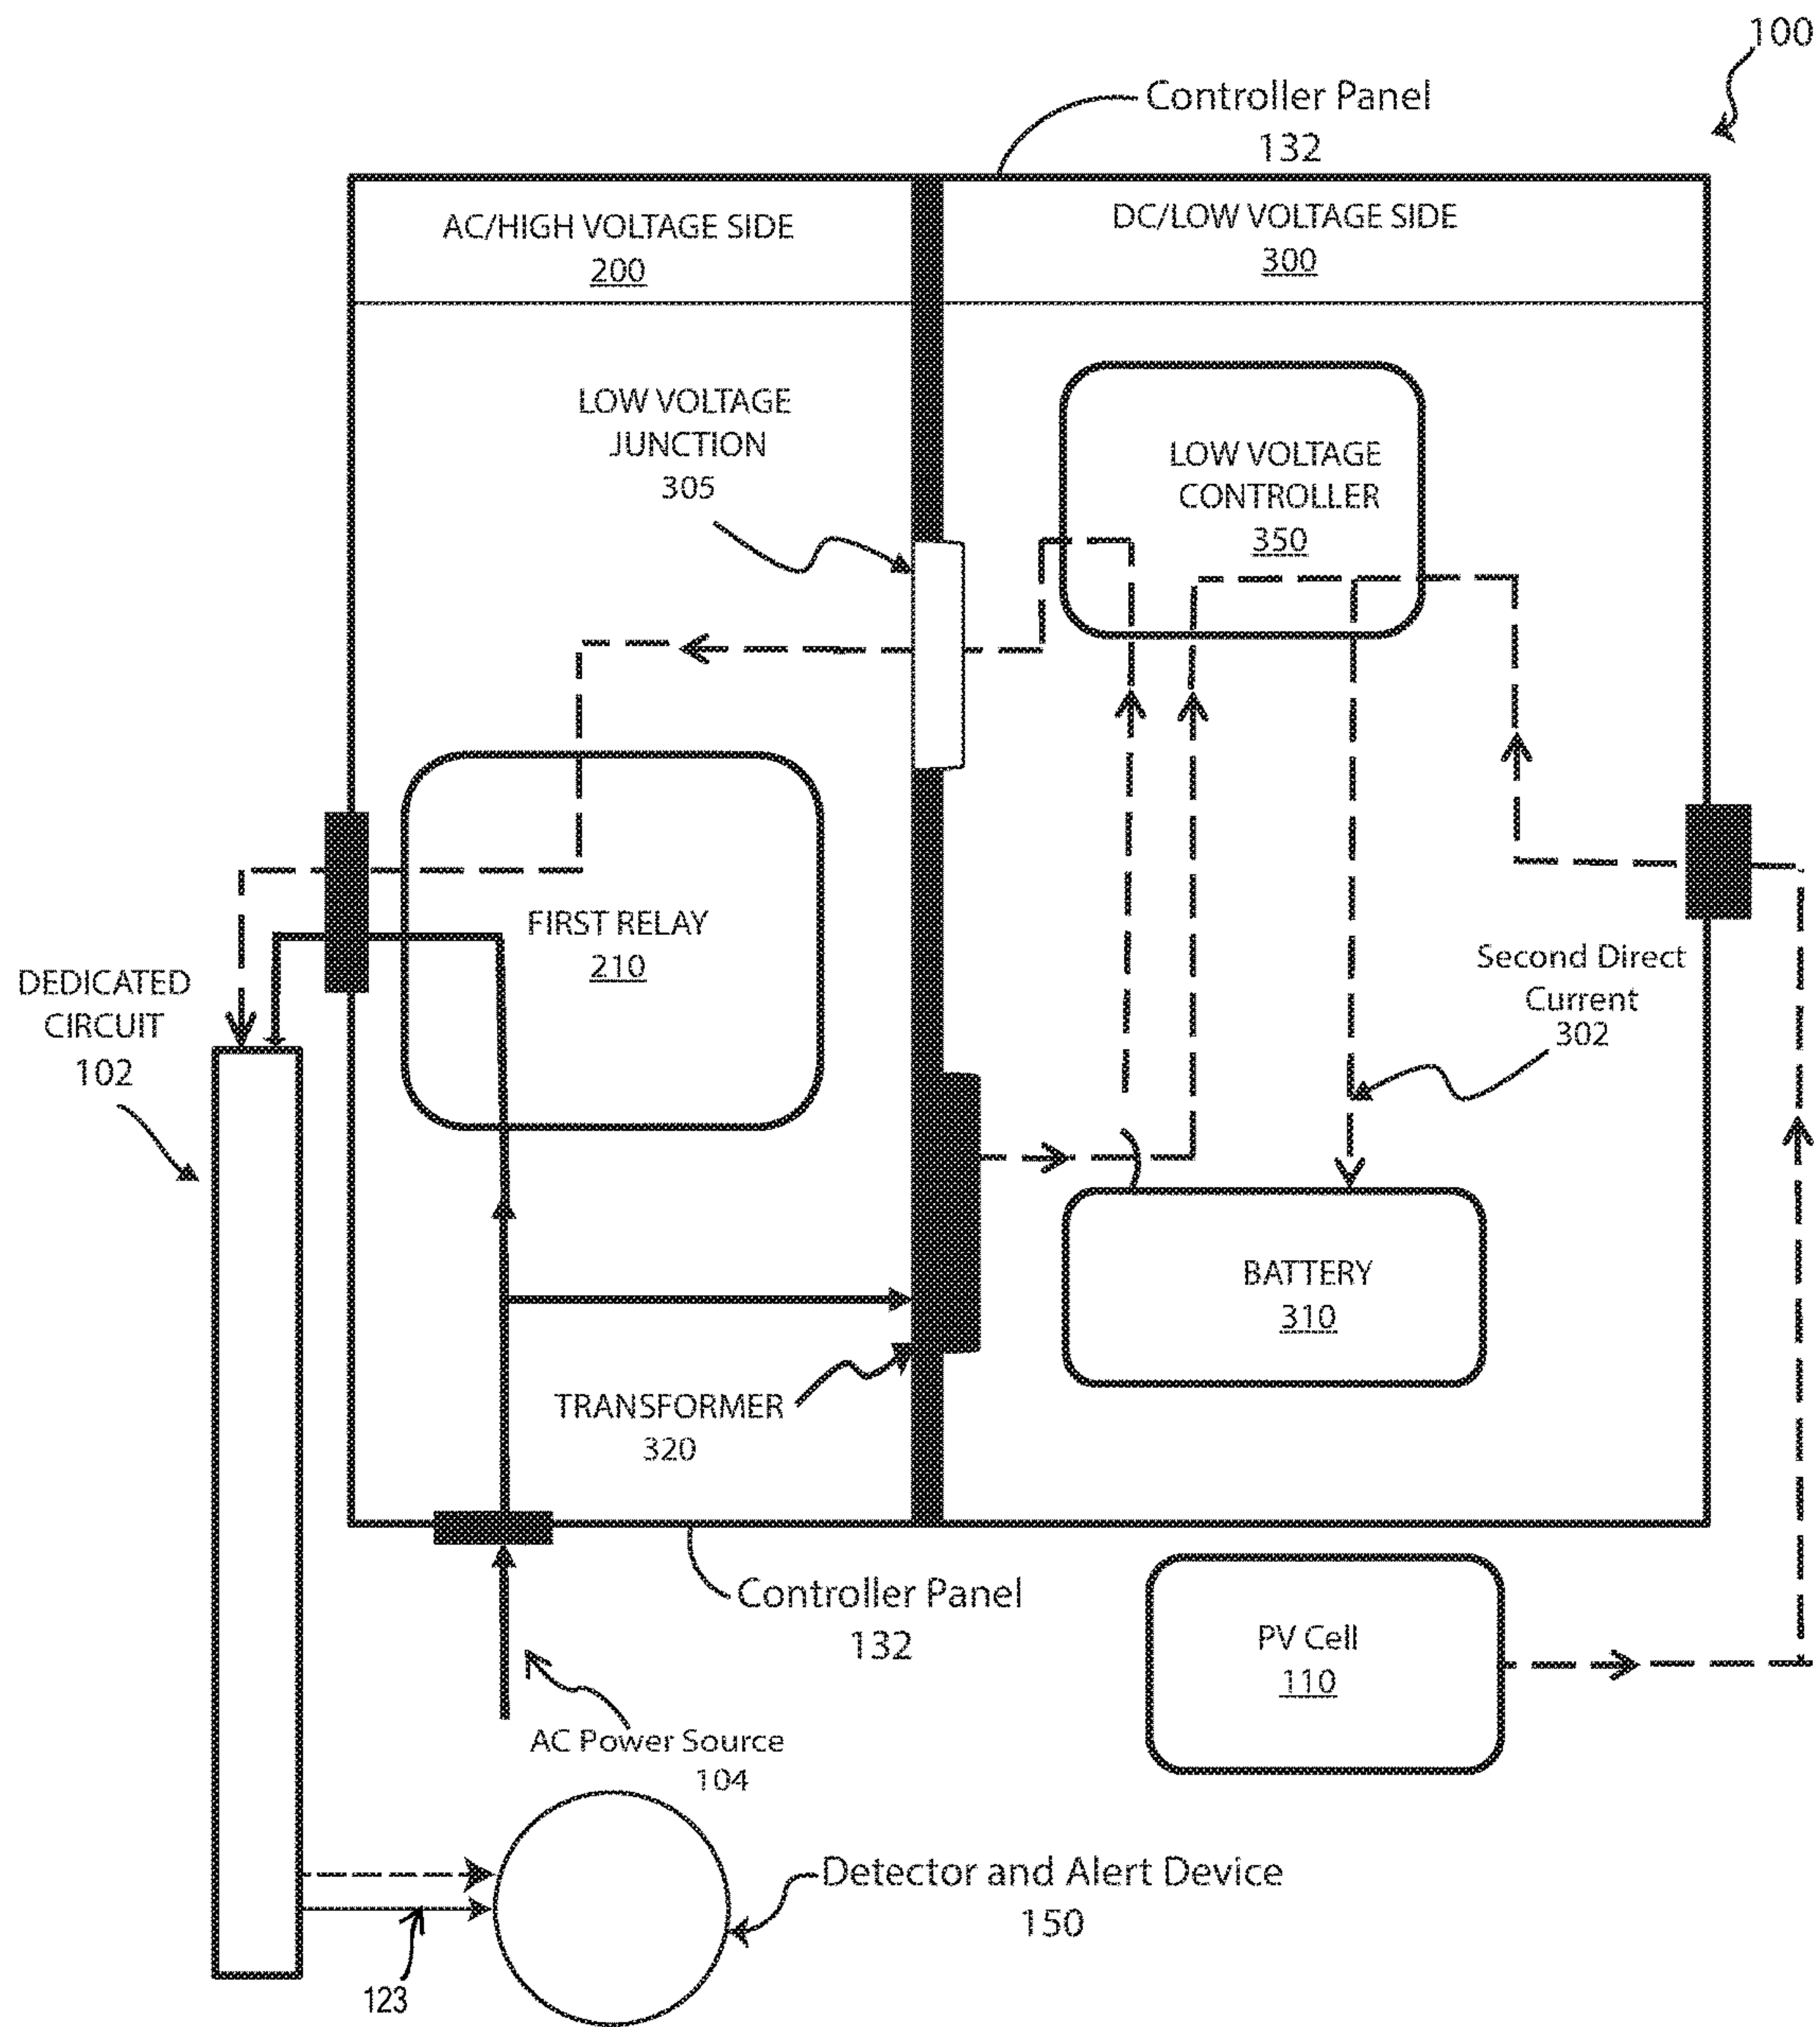 100
Controller Panel
132
AC/HIGH VOLTAGE SIDE
200
DC/LOW VOLTAGE SIDE
300
LOW VOLTAGE
JUNCTION
305
LOW VOLTAGE
CONTROLLER
350
FIRST RELAY
210
DEDICATED
CIRCUIT
102
Second Direct
Current
302
BATTERY
310
TRANSFORMER
320
Controller Panel
132
PV Cell
110
AC Power Source
104
Detector and Alert Device
150
123